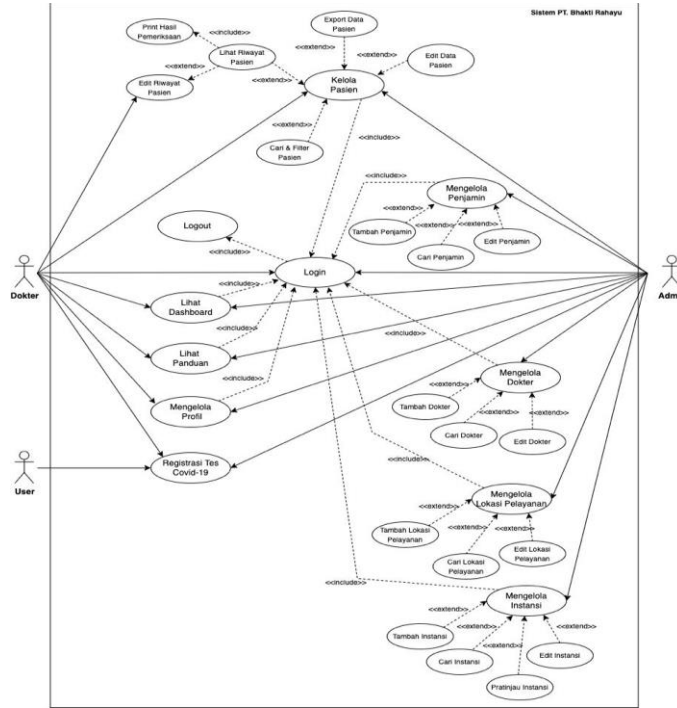 Sistem PT. Bhakti Rahayu
Export Data
Pasien
Print Hasil
Pemeriksaan
<<include>>
Lihat Riwayat
Pasien
<<extend>>
Edit Data
Pasien
<<extend>>
<<extend>>
<<extend>>
Edit Riwayat
Pasien
Kelola
Pasien
<<extend>>
Cari & Filter
Pasien
<<include>>
<<include>>
Mengelola
Penjamin
<<extend>>
Tambah Penjamin
<<extend>>
<<extend>>
Cari Penjamin
Edit Penjamin
Logout
<<include>>
Login
Dokter
Adm
<<include>>
Lihat
Dashboard
<<include>>
Lihat
Panduan
<<include>>
<<include>>
Mengelola
Profil
Mengelola
Dokter
<<extend>>
Tambah Dokter
<<extend>>
<<extend>>
Cari Dokter
Edit Dokter
User
Registrasi Tes
Covid-19
<<include>>
Mengelola
Lokasi Pelayanan
<<extend>>
Tambah Lokasi
Pelayanan
<<extend>>
<<extend>>
Cari Lokasi
Pelayanan
Edit Lokasi
Pelayanan
<<include>>
Mengelola
Instansi
<<extend>>
Tambah Instansi
<<extend>>
<<extend>>
<<extend>>
Cari Instansi
Edit Instansi
Pratinjau Instansi